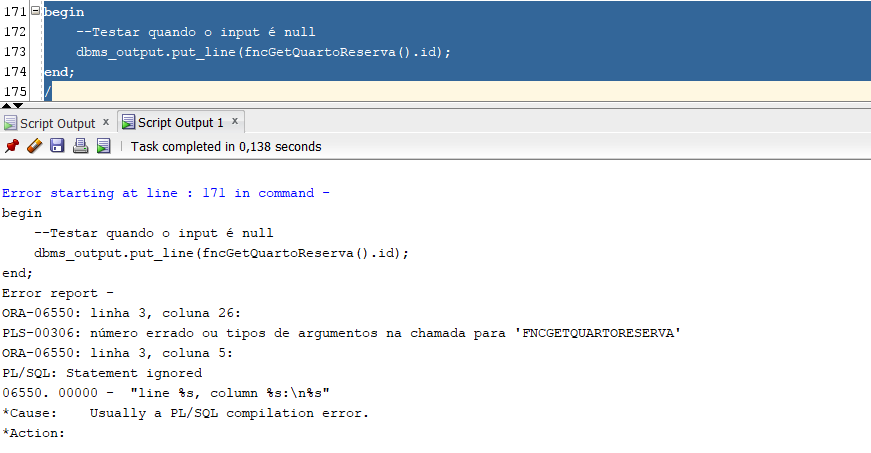 171 begin
172 --Testar quando o input é null
173 dbms_output.put_line(fncGetQuartoReserva().id);
174 end;
175 /
Script Output x Script Output 1 x
Task completed in 0,138 seconds
Error starting at line : 171 in command -
begin
--Testar quando o input é null
dbms_output.put_line(fncGetQuartoReserva().id);
end;
Error report -
ORA-06550: linha 3, coluna 26:
PLS-00306: número errado ou tipos de argumentos na chamada para 'FNCGETQUARTORESERVA'
ORA-06550: linha 3, coluna 5:
PL/SQL: Statement ignored
06550. 00000 - "line %s, column %s:\n%s"
*Cause: Usually a PL/SQL compilation error.
*Action: